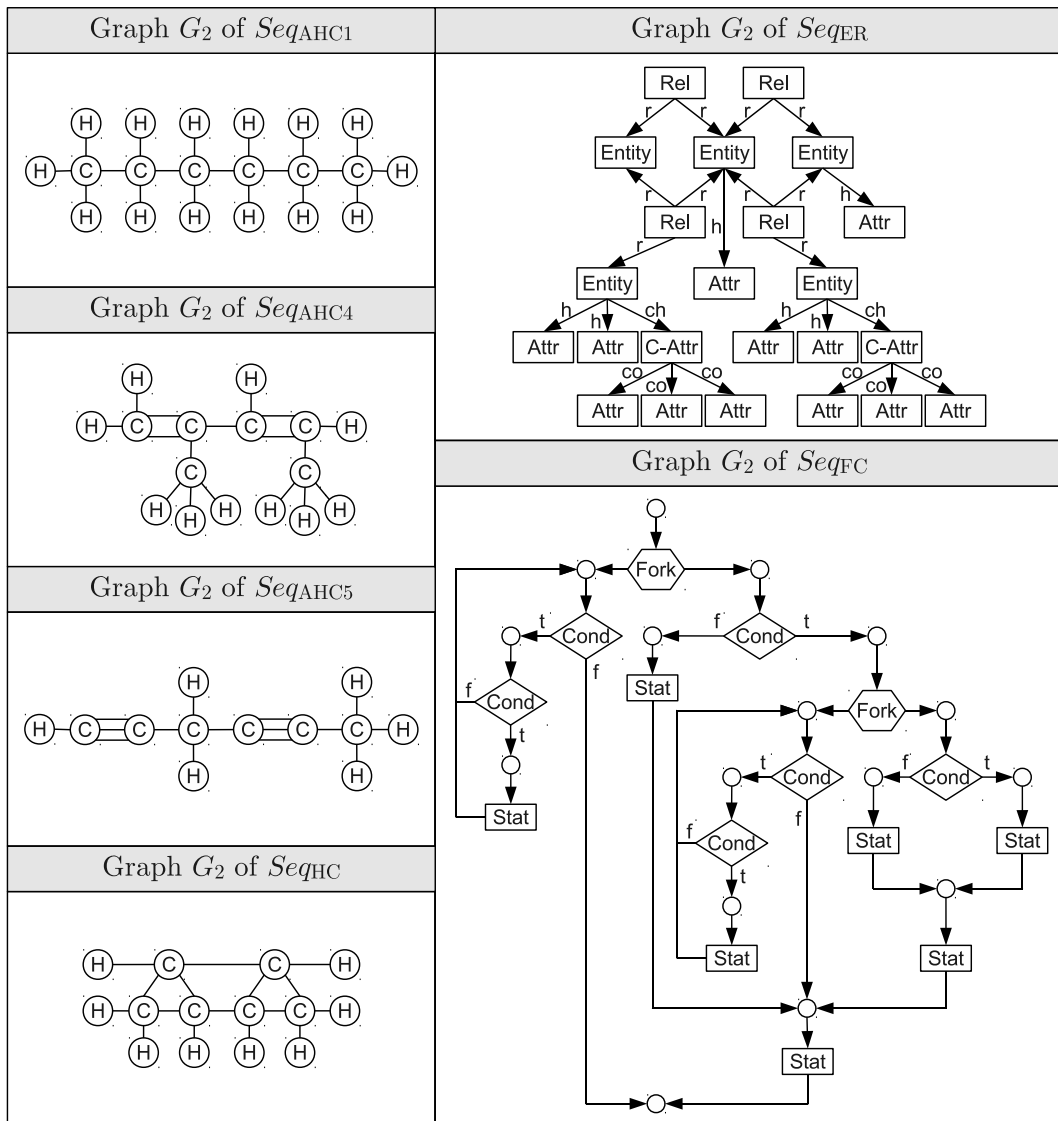 Graph G2 of SeqAHC1
H H H H H H
H C C C C C C H
H H H H H H
Graph G2 of SeqAHC4
H H
H C C C C H
C C
H H H H
H H
Graph G2 of SeqAHC5
H H
H C C C C C C H
H H
Graph G2 of SeqHC
H C C H
H C C C C H
H H H H
Graph G2 of SeqER
Rel Rel
r r r r
Entity Entity Entity
r r r r h
Rel Rel Attr
r h r
Entity Attr Entity
h h ch h h ch
Attr Attr C-Attr Attr Attr C-Attr
co co co co co co
Attr Attr Attr Attr Attr Attr
Graph G2 of SeqFC
Fork
t Cond f Cond t
f
f Cond Stat Fork
t
t Cond f Cond t
Stat f
f Cond Stat Stat
t
Stat Stat
Stat